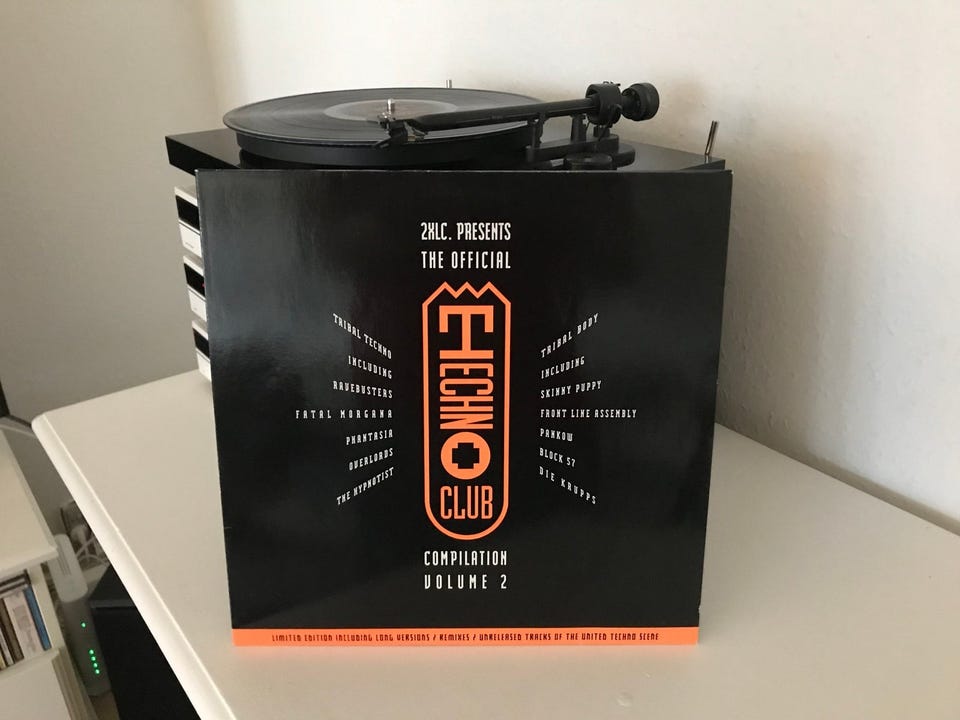 2XLC. PRESENTS
THE OFFICIAL
TECHNO
CLUB
COMPILATION
VOLUME 2
TRIBAL TECHNO
INCLUDING
RAVEBUSTERS
FATAL MORGANA
PHANTASIA
OVERLORDS
THE HYPNOTIST
TRIBAL BODY
INCLUDING
SKINNY PUPPY
FRONT LINE ASSEMBLY
PANKOW
BLOCK 57
DIE KRUPPS
LIMITED EDITION INCLUDING LONG VERSIONS / REMIXES / UNRELEASED TRACKS OF THE UNITED TECHNO SCENE